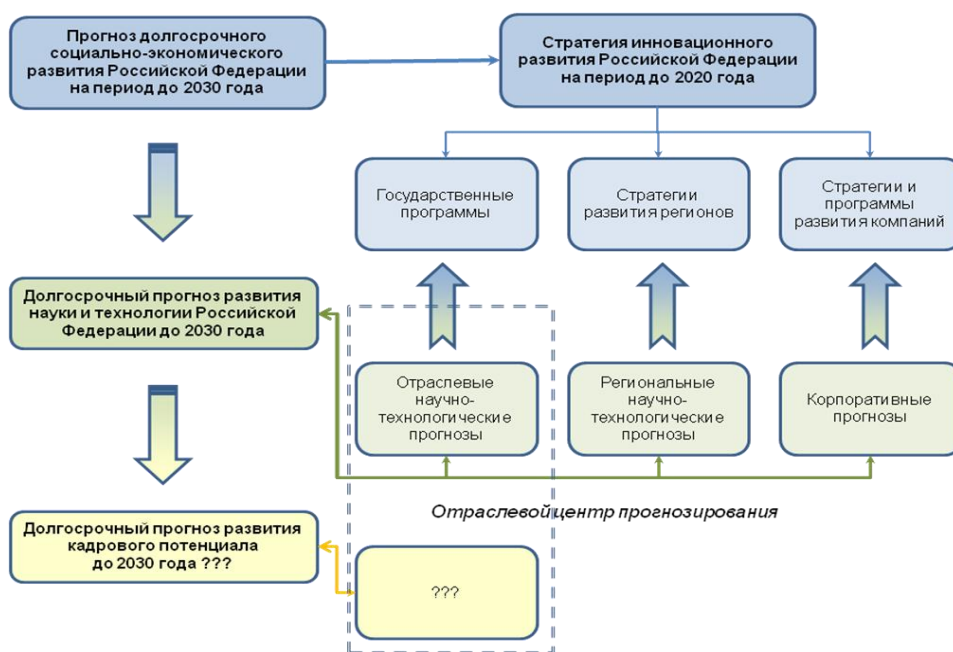 Прогноз долгосрочного
социально-экономического
развития Российской Федерации
на период до 2030 года
Стратегия инновационного
развития Российской Федерации
на период до 2020 года
Государственные
программы
Стратегии
развития регионов
Стратегии и
программы
развития компаний
Долгосрочный прогноз развития
науки и технологии Российской
Федерации до 2030 года
Отраслевые
научно-
технологические
прогнозы
Региональные
научно-
технологические
прогнозы
Корпоративные
прогнозы
Отраслевой центр прогнозирования
Долгосрочный прогноз развития
кадрового потенциала
до 2030 года ???
???